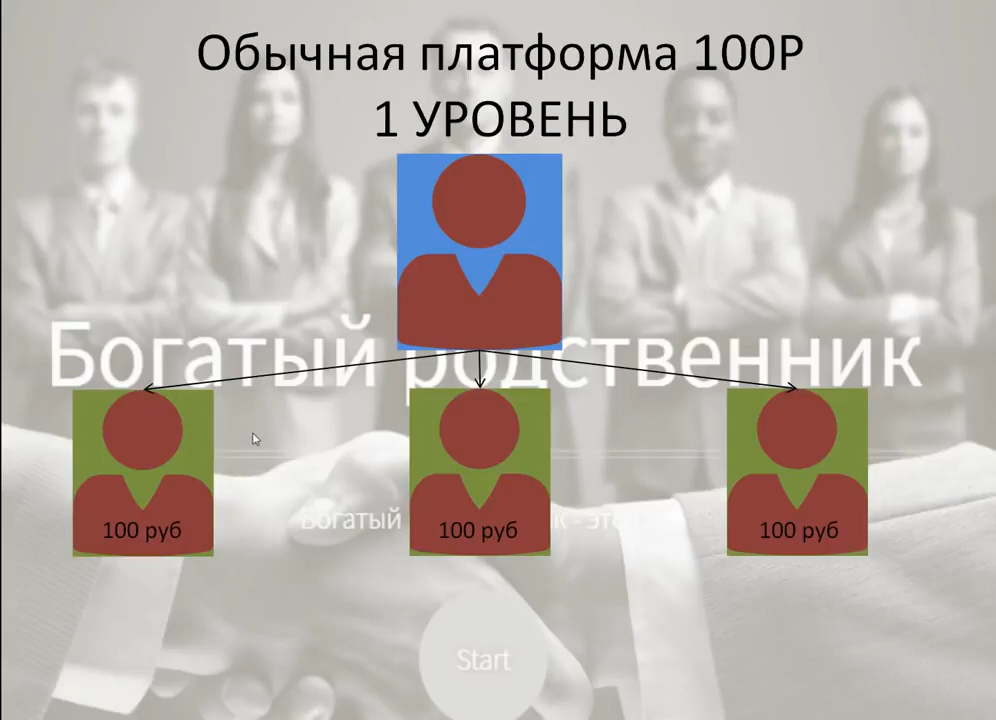 Обычная платформа 100Р
1 УРОВЕНЬ
Богатый родственник
Богатый
100 руб
100 руб
100 руб
Start